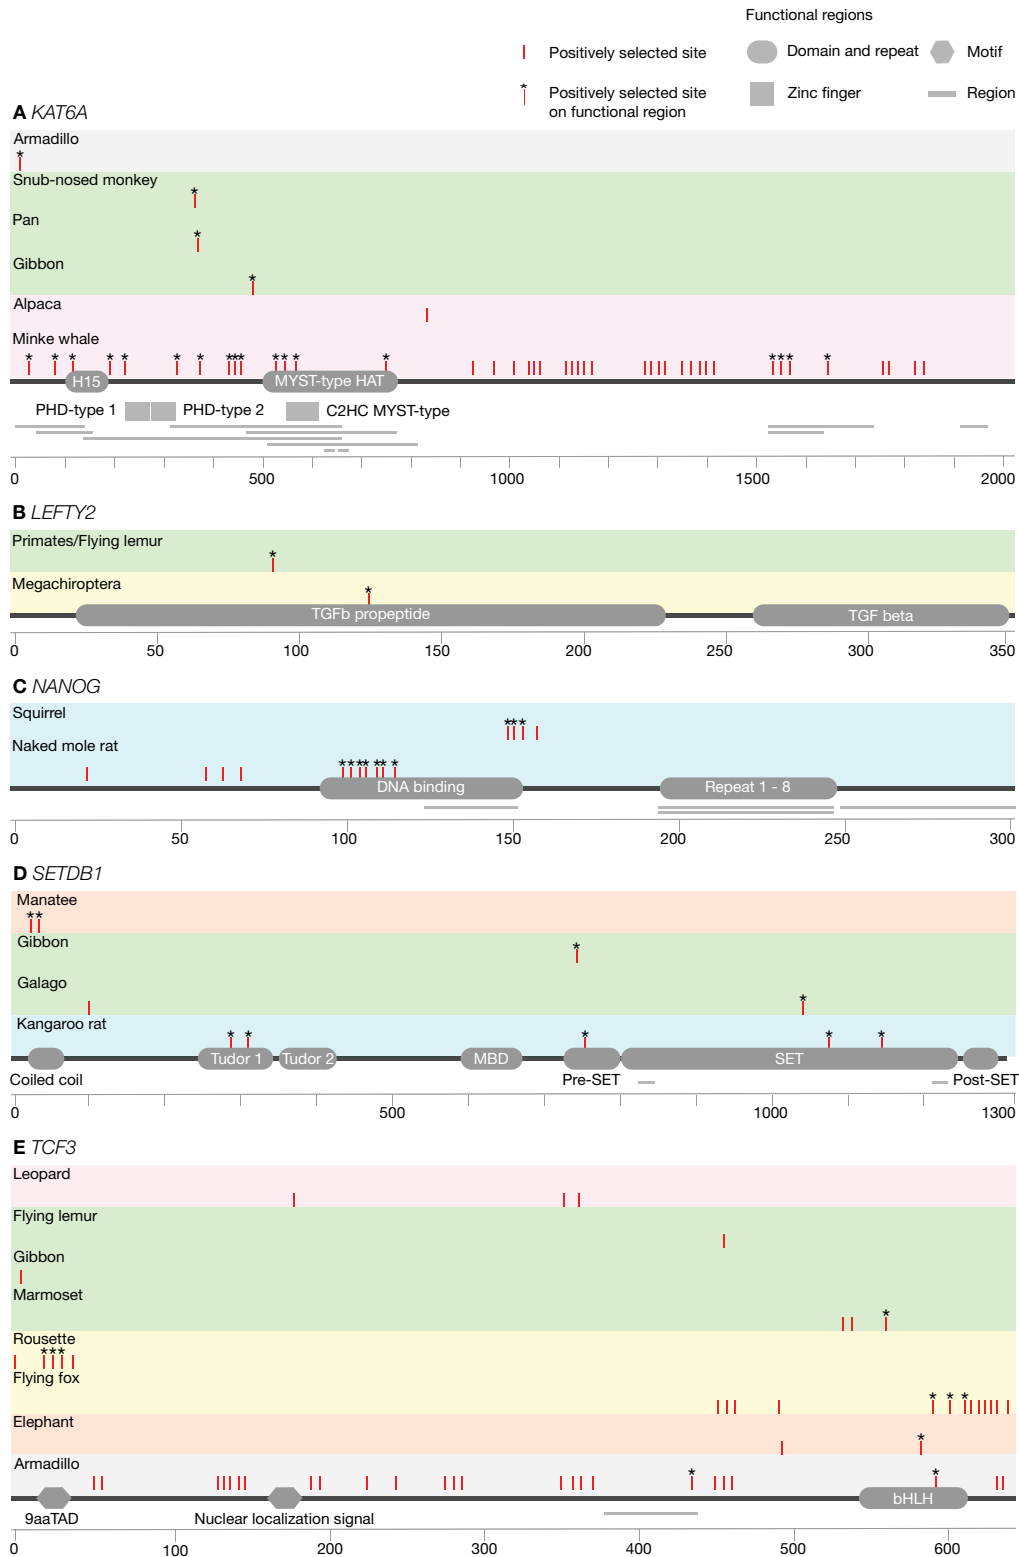 Functional regions
Positively selected site
Domain and repeat
Motif
* Positively selected site
on functional region
Zinc finger
Region
A KAT6A
Armadillo
*
Snub-nosed monkey
*
Pan
*
Gibbon
*
Alpaca
Minke whale
* * * * * * * *** *** * *** *
H15
MYST-type HAT
PHD-type 1
PHD-type 2
C2HC MYST-type
0 500 1000 1500 2000
B LEFTY2
Primates/Flying lemur
*
Megachiroptera
*
TGFb propeptide
TGF beta
0 50 100 150 200 250 300 350
C NANOG
Squirrel
***
Naked mole rat
*******
DNA binding
Repeat 1 - 8
0 50 100 150 200 250 300
D SETDB1
Manatee
**
Gibbon
*
Galago
*
Kangaroo rat
* * * * *
Tudor 1
Tudor 2
MBD
SET
Coiled coil
Pre-SET
Post-SET
0 500 1000 1300
E TCF3
Leopard
Flying lemur
Gibbon
Marmoset
*
Rousette
***
Flying fox
* * *
Elephant
*
Armadillo
* *
bHLH
9aaTAD
Nuclear localization signal
0 100 200 300 400 500 600